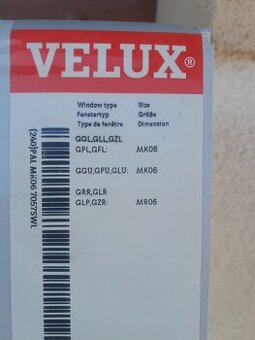 VELUX®
Window type Size
Fenstertyp Größe
Type de fenêtre Dimension
GGL,GLL,GZL
GPL,GFL: MK06
GGU,GPU,GLU: MK06
GRR,GLR
GLP,GZR: MR06
(240)PAL MK06 7057SWL